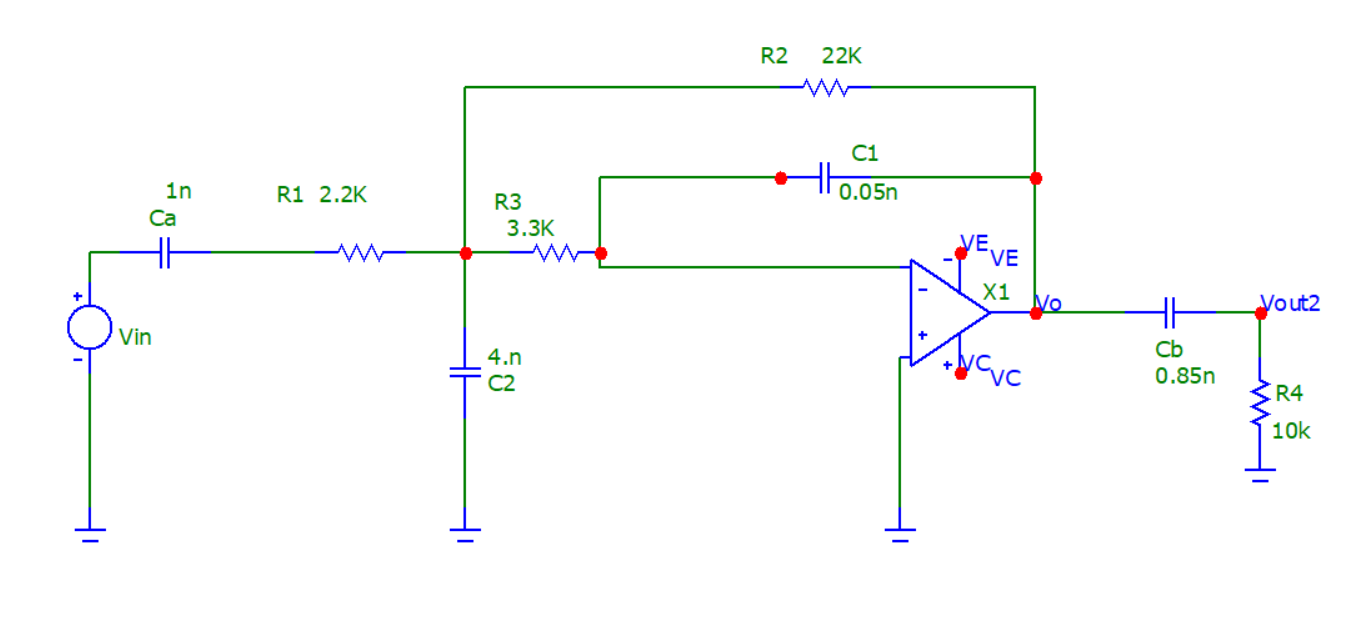 R2 22K
C1
0.05n
1n
Ca
R1 2.2K
R3
3.3K
+
Vin
-
4.n
C2
VE
- VE
-
X1
+
VC
+ VC
Vo
Vout2
Cb
0.85n
R4
10k